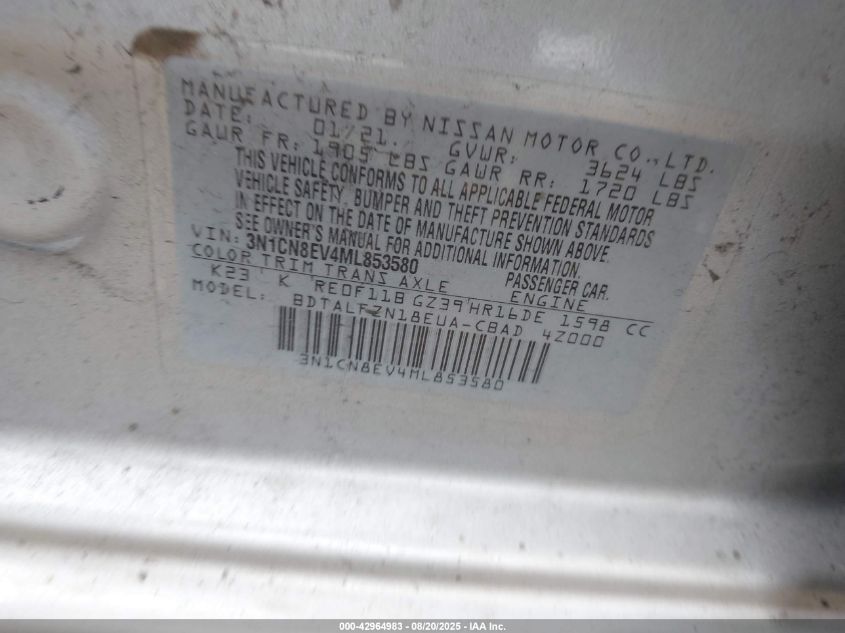 MANUFACTURED BY NISSAN MOTOR CO., LTD.
DATE: 01/21. GVWR: 3624 LBS
GAWR FR: 1905 LBS GAWR RR: 1720 LBS
THIS VEHICLE CONFORMS TO ALL APPLICABLE FEDERAL MOTOR
VEHICLE SAFETY, BUMPER AND THEFT PREVENTION STANDARDS
IN EFFECT ON THE DATE OF MANUFACTURE SHOWN ABOVE.
SEE OWNER'S MANUAL FOR ADDITIONAL INFORMATION.
VIN: 3N1CN8EV4ML853580 PASSENGER CAR.
COLOR TRIM TRANS AXLE ENGINE
K23 K RE0F11B GZ39 HR16DE 1598 CC
MODEL: BDTALFZN18EUA-CBAD 4Z000
3N1CN8EV4ML853580
000-42964983 - 08/20/2025 - IAA Inc.